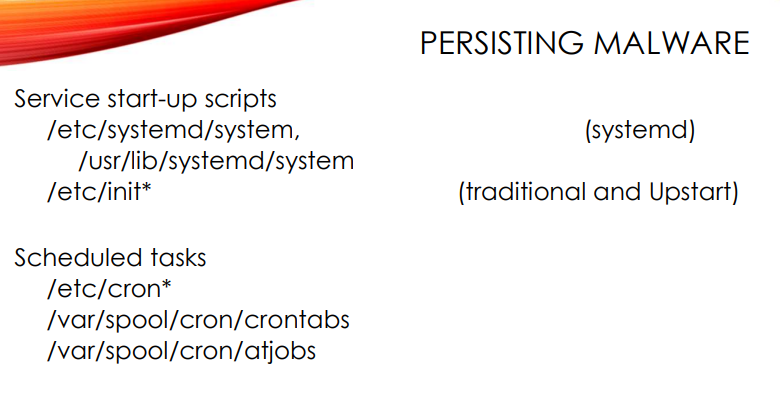 PERSISTING MALWARE
Service start-up scripts
/etc/systemd/system, (systemd)
/usr/lib/systemd/system
/etc/init* (traditional and Upstart)
Scheduled tasks
/etc/cron*
/var/spool/cron/crontabs
/var/spool/cron/atjobs